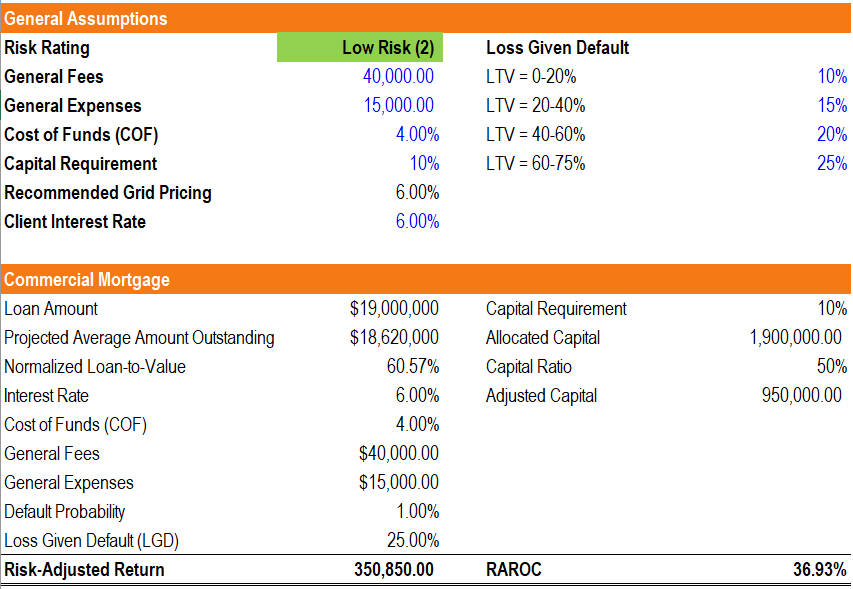 General Assumptions
Risk Rating Low Risk (2) Loss Given Default
General Fees 40,000.00 LTV = 0-20% 10%
General Expenses 15,000.00 LTV = 20-40% 15%
Cost of Funds (COF) 4.00% LTV = 40-60% 20%
Capital Requirement 10% LTV = 60-75% 25%
Recommended Grid Pricing 6.00%
Client Interest Rate 6.00%
Commercial Mortgage
Loan Amount $19,000,000 Capital Requirement 10%
Projected Average Amount Outstanding $18,620,000 Allocated Capital 1,900,000.00
Normalized Loan-to-Value 60.57% Capital Ratio 50%
Interest Rate 6.00% Adjusted Capital 950,000.00
Cost of Funds (COF) 4.00%
General Fees $40,000.00
General Expenses $15,000.00
Default Probability 1.00%
Loss Given Default (LGD) 25.00%
Risk-Adjusted Return 350,850.00 RAROC 36.93%